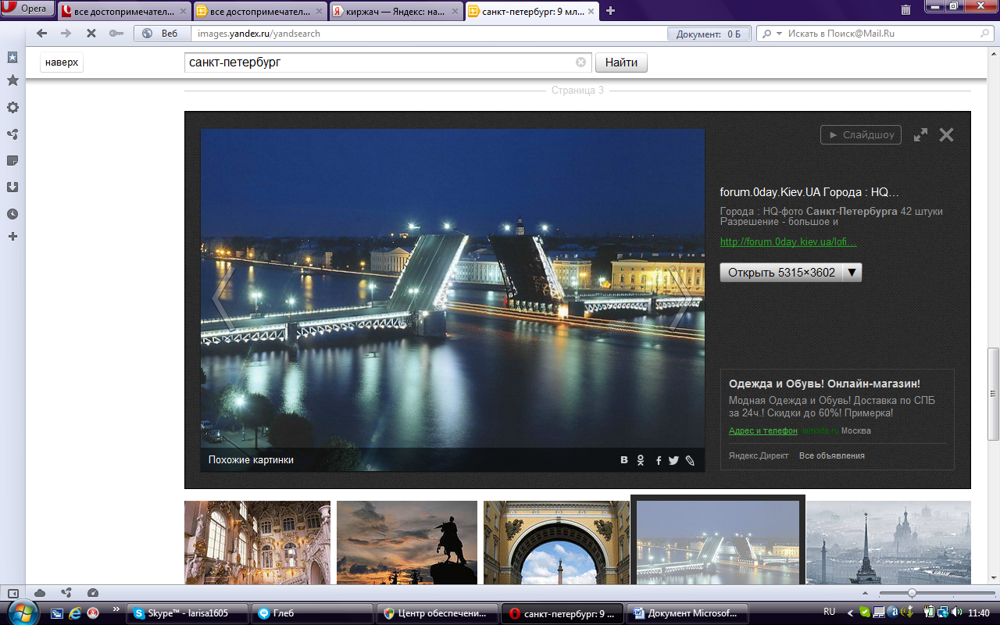 Opera
все достопримечател...
все достопримечател...
киржач — Яндекс: на...
санкт-петербург: 9 мл...
Веб
images.yandex.ru/yandsearch
Документ: 0 Б
Искать в Поиск@Mail.Ru
наверх
санкт-петербург
Найти
Страница 3
Слайдшоу
forum.0day.Kiev.UA Города : HQ...
Города : HQ-фото Санкт-Петербурга 42 штуки
Разрешение - большое и
http://forum.0day.kiev.ua/lofi...
Открыть 5315×3602
Одежда и Обувь! Онлайн-магазин!
Модная Одежда и Обувь! Доставка по СПБ
за 24ч.! Скидки до 60%! Примерка!
Адрес и телефон lamoda.ru Москва
Яндекс.Директ Все объявления
Похожие картинки
Skype™ - larisa1605
Глеб
Центр обеспечени...
санкт-петербург: 9 ...
Документ Microsof...
RU
11:40